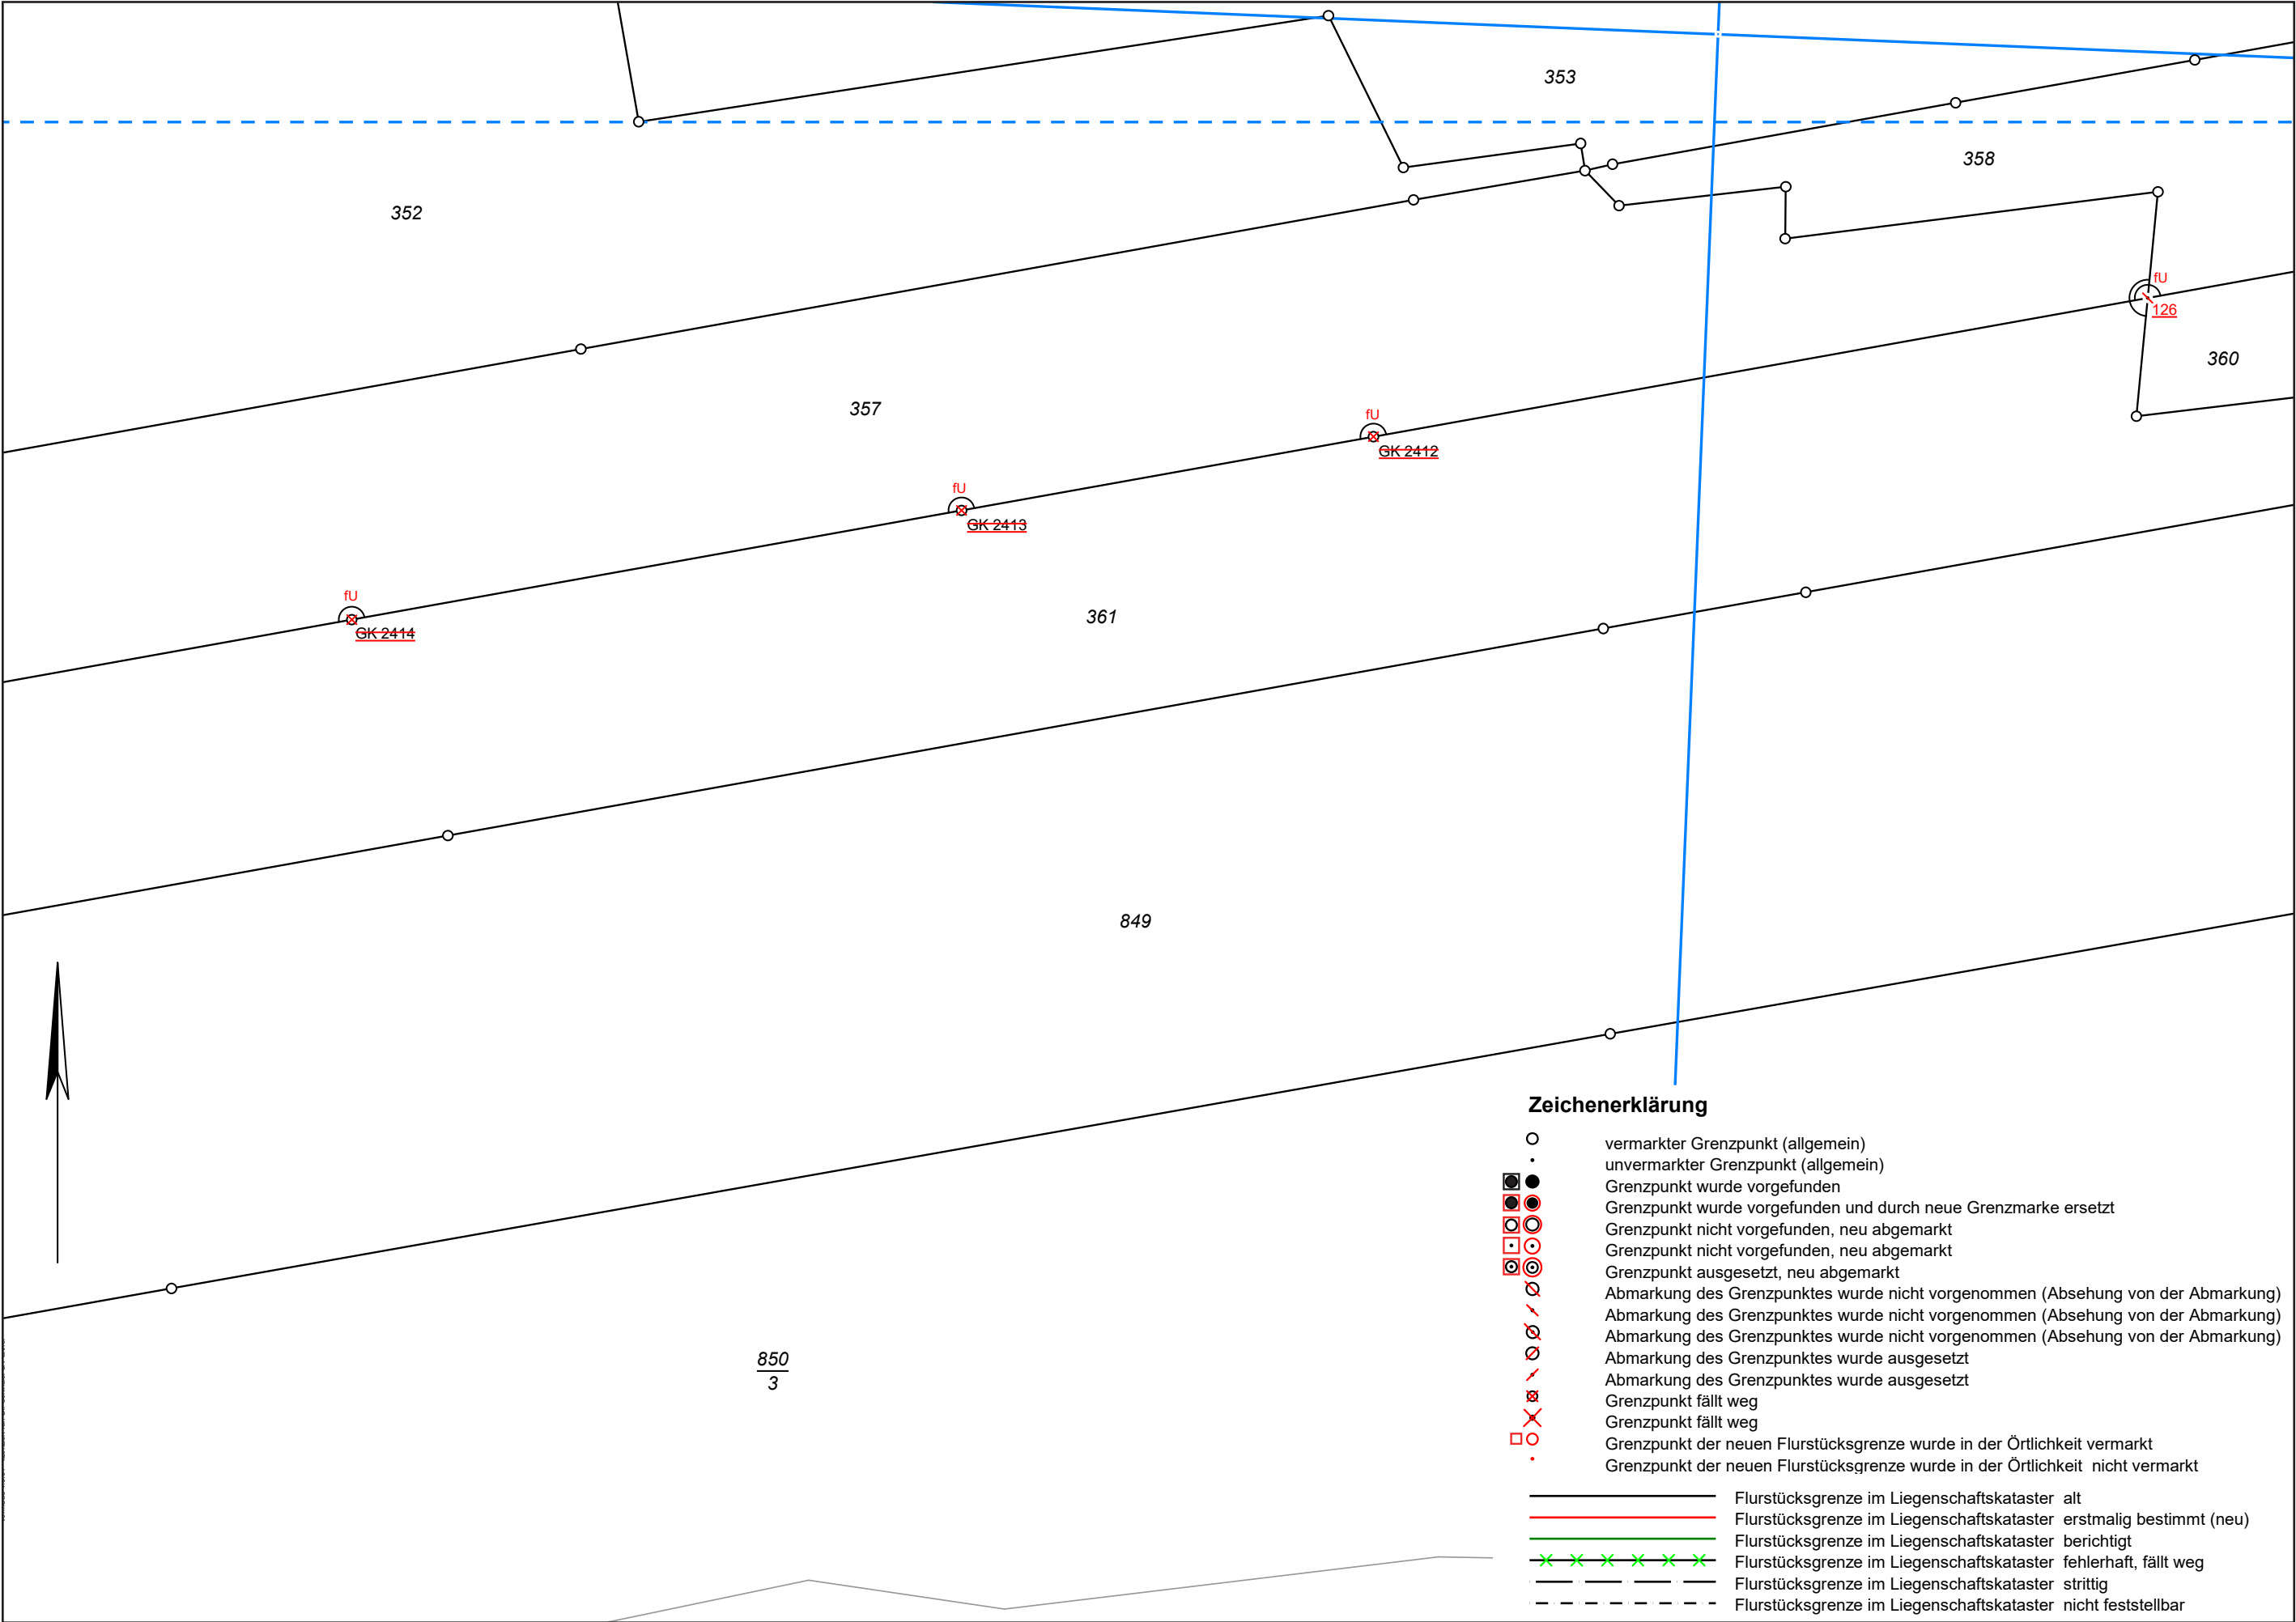 353
358
352
fU
126
360
357
fU
GK 2412
fU
GK 2413
fU
GK 2414
361
849
850
3
Zeichenerklärung
vermarkter Grenzpunkt (allgemein)
unvermarkter Grenzpunkt (allgemein)
Grenzpunkt wurde vorgefunden
Grenzpunkt wurde vorgefunden und durch neue Grenzmarke ersetzt
Grenzpunkt nicht vorgefunden, neu abgemarkt
Grenzpunkt nicht vorgefunden, neu abgemarkt
Grenzpunkt ausgesetzt, neu abgemarkt
Abmarkung des Grenzpunktes wurde nicht vorgenommen (Absehung von der Abmarkung)
Abmarkung des Grenzpunktes wurde nicht vorgenommen (Absehung von der Abmarkung)
Abmarkung des Grenzpunktes wurde nicht vorgenommen (Absehung von der Abmarkung)
Abmarkung des Grenzpunktes wurde ausgesetzt
Abmarkung des Grenzpunktes wurde ausgesetzt
Grenzpunkt fällt weg
Grenzpunkt fällt weg
Grenzpunkt der neuen Flurstücksgrenze wurde in der Örtlichkeit vermarkt
Grenzpunkt der neuen Flurstücksgrenze wurde in der Örtlichkeit nicht vermarkt
Flurstücksgrenze im Liegenschaftskataster alt
Flurstücksgrenze im Liegenschaftskataster erstmalig bestimmt (neu)
Flurstücksgrenze im Liegenschaftskataster berichtigt
Flurstücksgrenze im Liegenschaftskataster fehlerhaft, fällt weg
Flurstücksgrenze im Liegenschaftskataster strittig
Flurstücksgrenze im Liegenschaftskataster nicht feststellbar